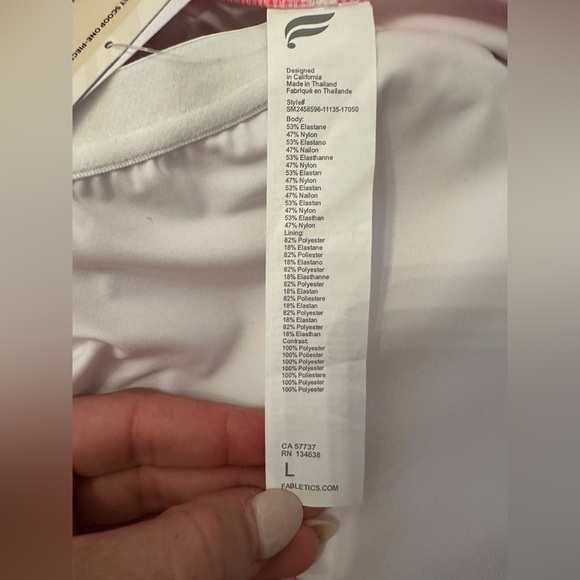 T SCOOP ONE-PIEC
Designed
in California
Made in Thailand
Fabriqué en Thaïlande
Style#
SM2458596-11135-17050
Body:
53% Elastane
47% Nylon
53% Elastano
47% Nailon
53% Elasthanne
47% Nylon
53% Elastan
47% Nylon
53% Elastan
47% Nailon
53% Elastan
47% Nylon
53% Elasthan
47% Nylon
Lining:
82% Polyester
18% Elastane
82% Poliester
18% Elastano
82% Polyester
18% Elasthanne
82% Polyester
18% Elastan
82% Poliestere
18% Elastan
82% Polyester
18% Elastan
82% Polyester
18% Elasthan
Contrast:
100% Polyester
100% Poliester
100% Polyester
100% Polyester
100% Poliestere
100% Polyester
100% Polyester
CA 57737
RN 134638
L
FABLETICS.COM